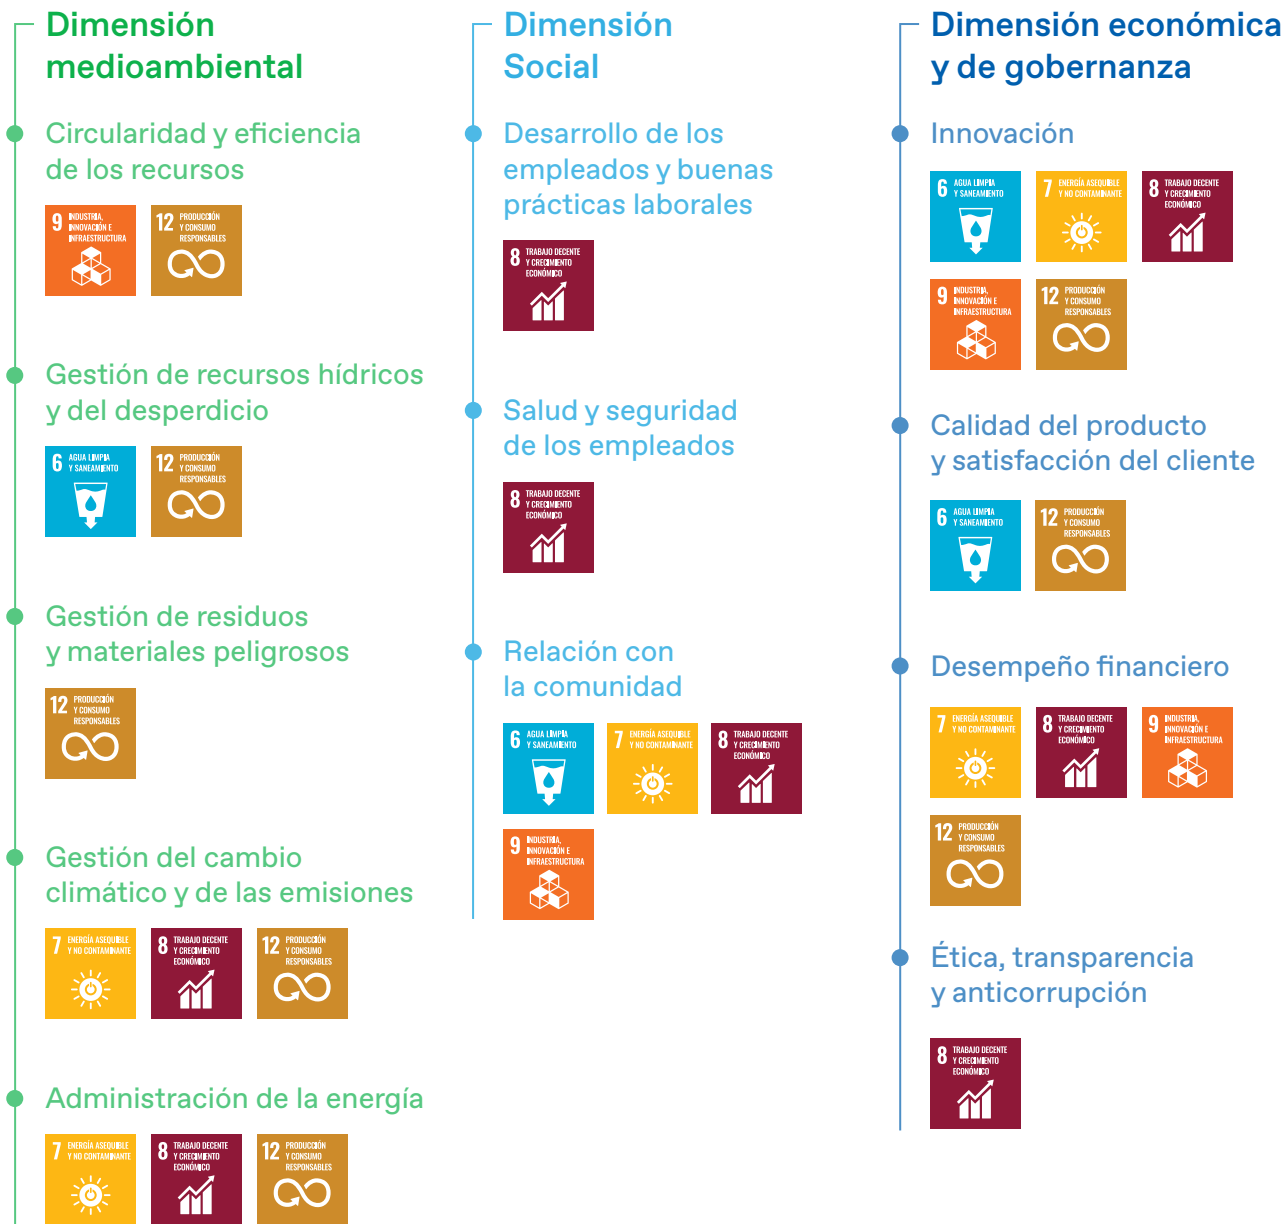 Dimensión
medioambiental
Circularidad y eficiencia
de los recursos
9 INDUSTRIA,
INNOVACIÓN E
INFRAESTRUCTURA
12 PRODUCCIÓN
Y CONSUMO
RESPONSABLES
Gestión de recursos hídricos
y del desperdicio
6 AGUA LIMPIA
Y SANEAMIENTO
12 PRODUCCIÓN
Y CONSUMO
RESPONSABLES
Gestión de residuos
y materiales peligrosos
12 PRODUCCIÓN
Y CONSUMO
RESPONSABLES
Gestión del cambio
climático y de las emisiones
7 ENERGÍA ASEQUIBLE
Y NO CONTAMINANTE
8 TRABAJO DECENTE
Y CRECIMIENTO
ECONÓMICO
12 PRODUCCIÓN
Y CONSUMO
RESPONSABLES
Administración de la energía
7 ENERGÍA ASEQUIBLE
Y NO CONTAMINANTE
8 TRABAJO DECENTE
Y CRECIMIENTO
ECONÓMICO
12 PRODUCCIÓN
Y CONSUMO
RESPONSABLES
Dimensión
Social
Desarrollo de los
empleados y buenas
prácticas laborales
8 TRABAJO DECENTE
Y CRECIMIENTO
ECONÓMICO
Salud y seguridad
de los empleados
8 TRABAJO DECENTE
Y CRECIMIENTO
ECONÓMICO
Relación con
la comunidad
6 AGUA LIMPIA
Y SANEAMIENTO
7 ENERGÍA ASEQUIBLE
Y NO CONTAMINANTE
8 TRABAJO DECENTE
Y CRECIMIENTO
ECONÓMICO
9 INDUSTRIA,
INNOVACIÓN E
INFRAESTRUCTURA
Dimensión económica
y de gobernanza
Innovación
6 AGUA LIMPIA
Y SANEAMIENTO
7 ENERGÍA ASEQUIBLE
Y NO CONTAMINANTE
8 TRABAJO DECENTE
Y CRECIMIENTO
ECONÓMICO
9 INDUSTRIA,
INNOVACIÓN E
INFRAESTRUCTURA
12 PRODUCCIÓN
Y CONSUMO
RESPONSABLES
Calidad del producto
y satisfacción del cliente
6 AGUA LIMPIA
Y SANEAMIENTO
12 PRODUCCIÓN
Y CONSUMO
RESPONSABLES
Desempeño financiero
7 ENERGÍA ASEQUIBLE
Y NO CONTAMINANTE
8 TRABAJO DECENTE
Y CRECIMIENTO
ECONÓMICO
9 INDUSTRIA,
INNOVACIÓN E
INFRAESTRUCTURA
12 PRODUCCIÓN
Y CONSUMO
RESPONSABLES
Ética, transparencia
y anticorrupción
8 TRABAJO DECENTE
Y CRECIMIENTO
ECONÓMICO